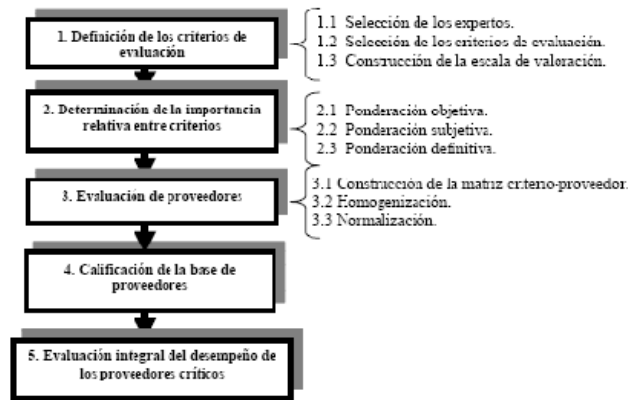 1. Definición de los criterios de
evaluación
1.1 Selección de los expertos.
1.2 Selección de los criterios de evaluación.
1.3 Construcción de la escala de valoración.
2. Determinación de la importancia
relativa entre criterios
2.1 Ponderación objetiva.
2.2 Ponderación subjetiva.
2.3 Ponderación definitiva.
3. Evaluación de proveedores
3.1 Construcción de la matriz criterio-proveedor.
3.2 Homogenización.
3.3 Normalización.
4. Calificación de la base de
proveedores
5. Evaluación integral del desempeño de
los proveedores críticos